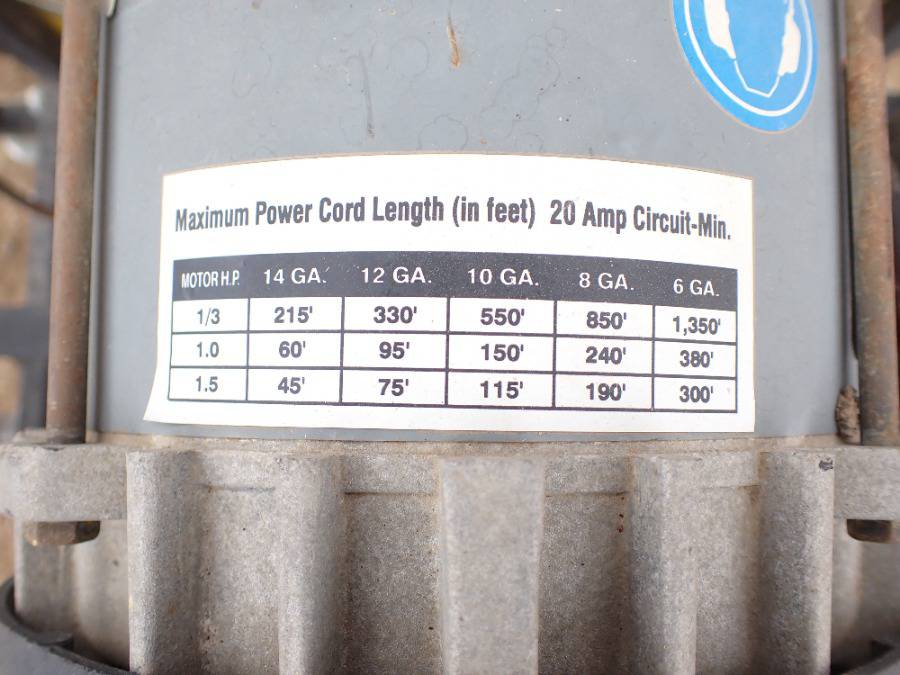 Maximum Power Cord Length (in feet) 20 Amp Circuit-Min.
MOTOR H.P. 14 GA. 12 GA. 10 GA. 8 GA. 6 GA.
1/3 215' 330' 550' 850' 1,350'
1.0 60' 95' 150' 240' 380'
1.5 45' 75' 115' 190' 300'